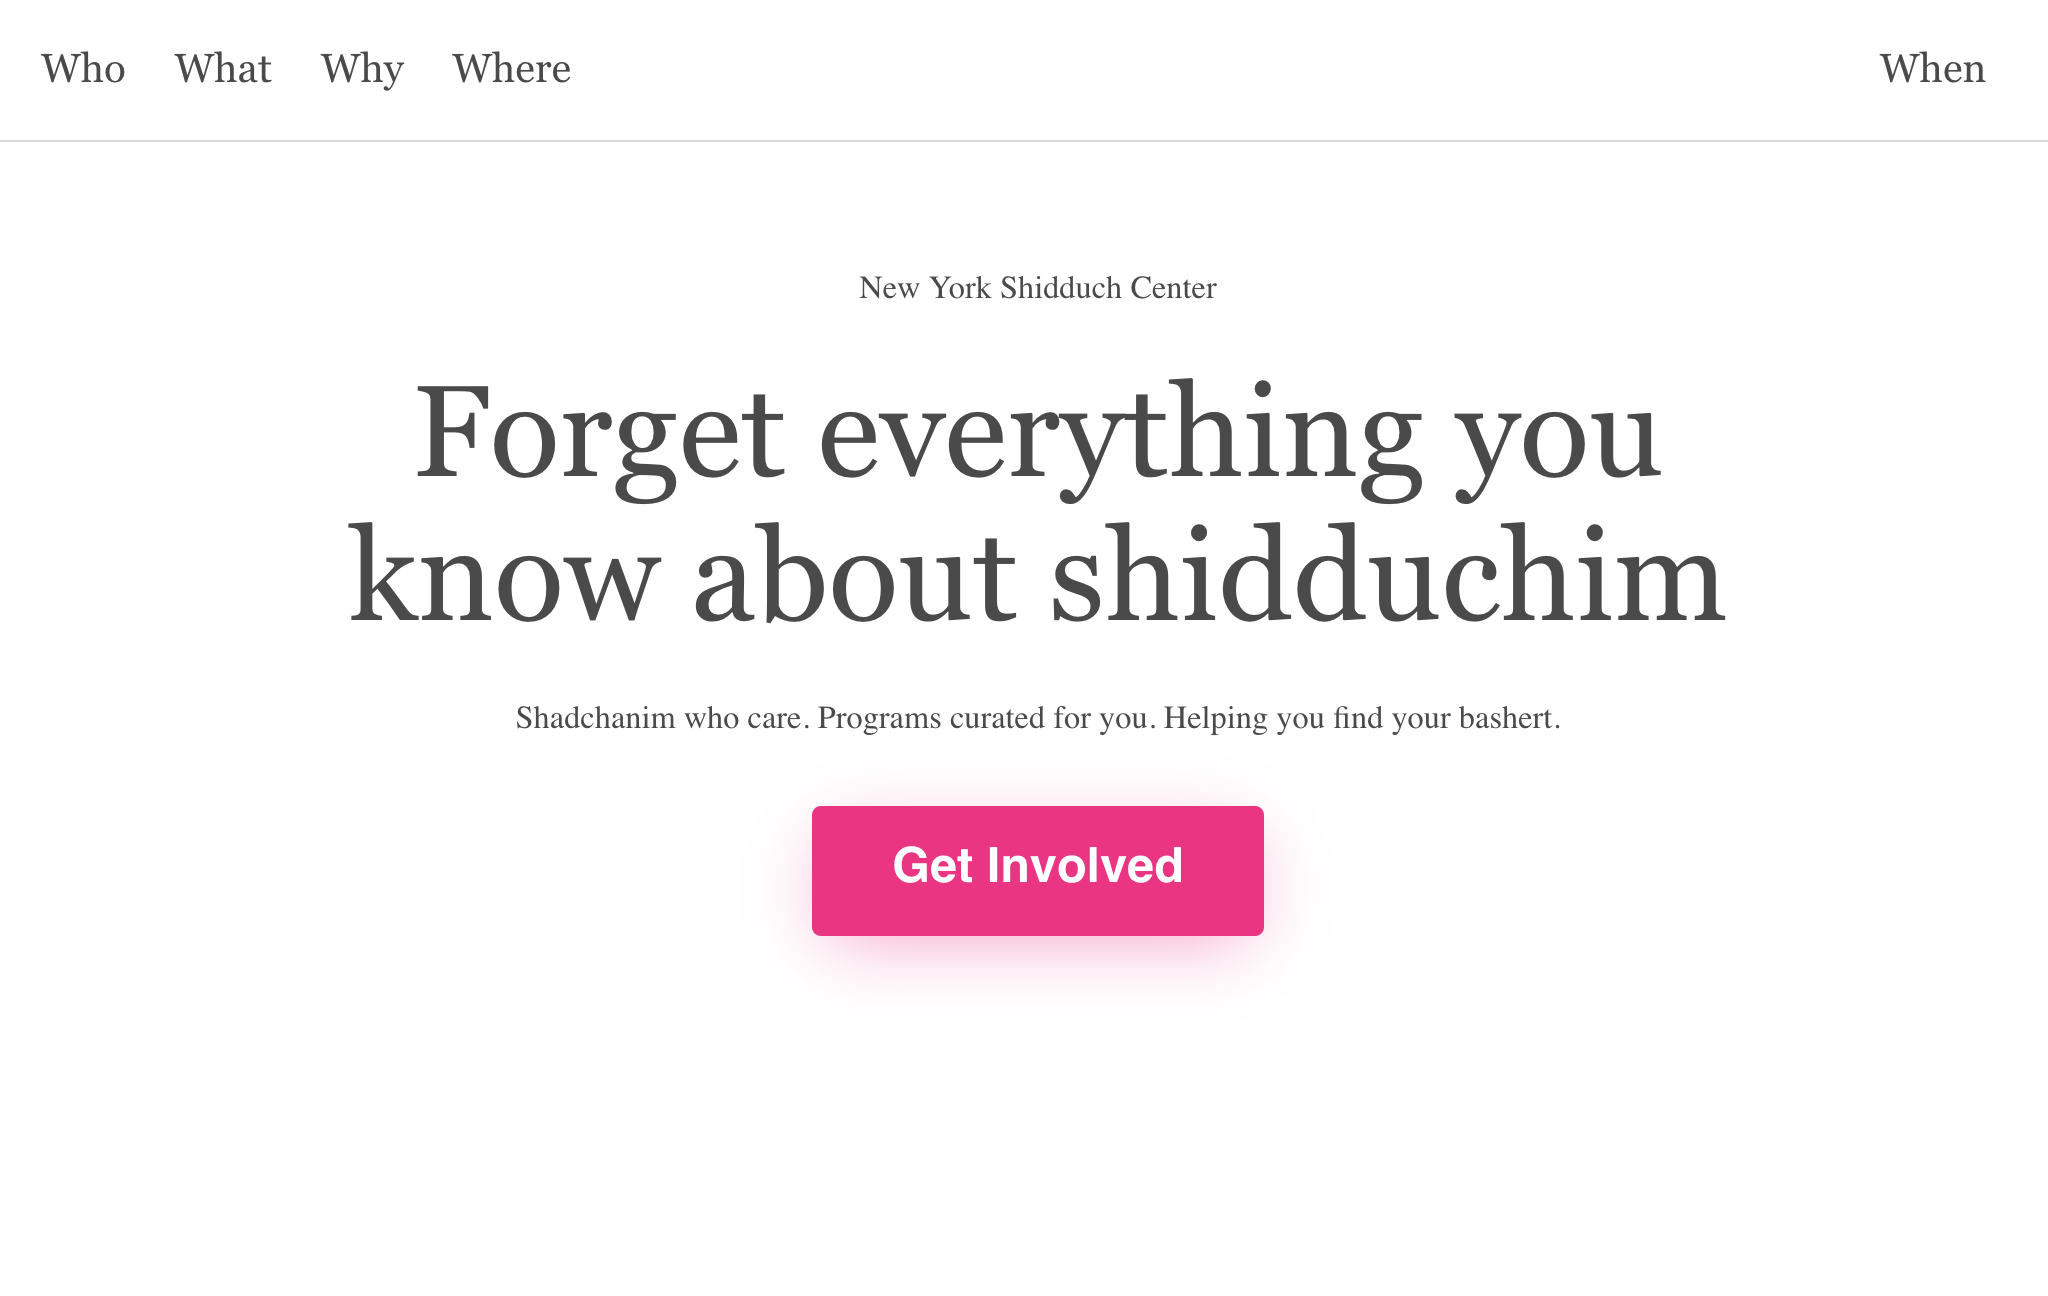 Who What Why Where When
New York Shidduch Center
Forget everything you
know about shidduchim
Shadchanim who care. Programs curated for you. Helping you find your bashert.
Get Involved